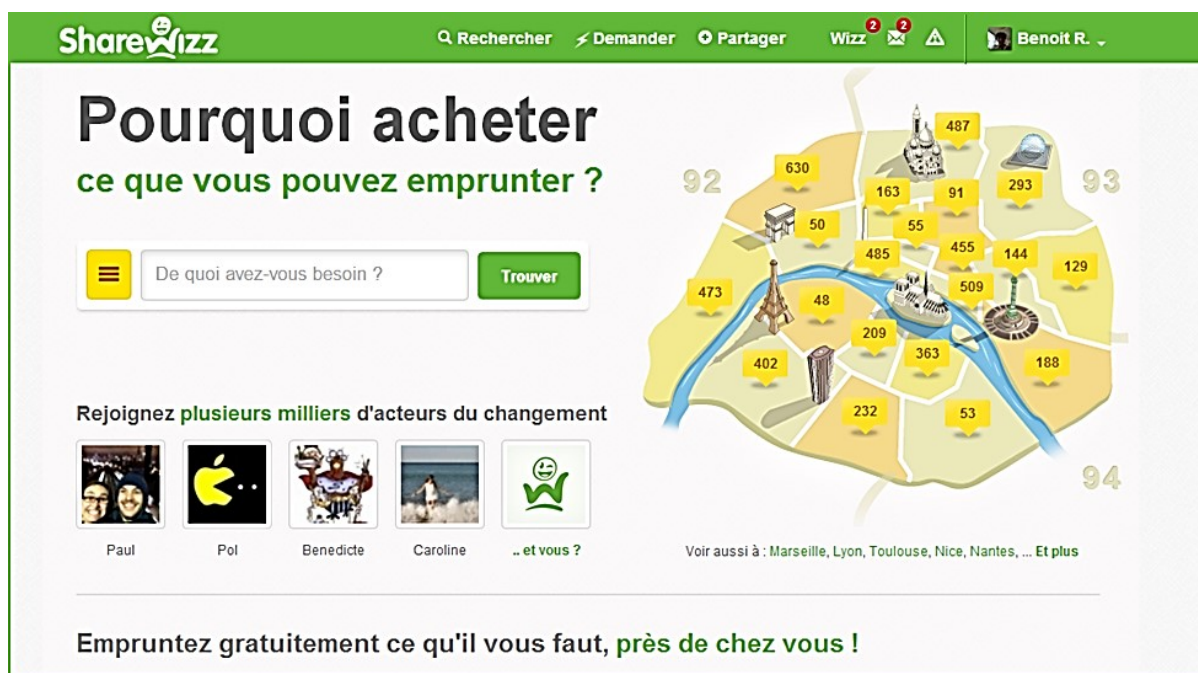 ShareWizz
Rechercher Demander Partager Wizz 2 2 Benoit R.
Pourquoi acheter
ce que vous pouvez emprunter ?
De quoi avez-vous besoin ? Trouver
Rejoignez plusieurs milliers d'acteurs du changement
Paul Pol Benedicte Caroline .. et vous ?
92 93
94
487
630
163 91 293
50 55
485 455 144 129
473 48 509
209
402 363 188
232 53
Voir aussi à : Marseille, Lyon, Toulouse, Nice, Nantes, ... Et plus
Empruntez gratuitement ce qu'il vous faut, près de chez vous !